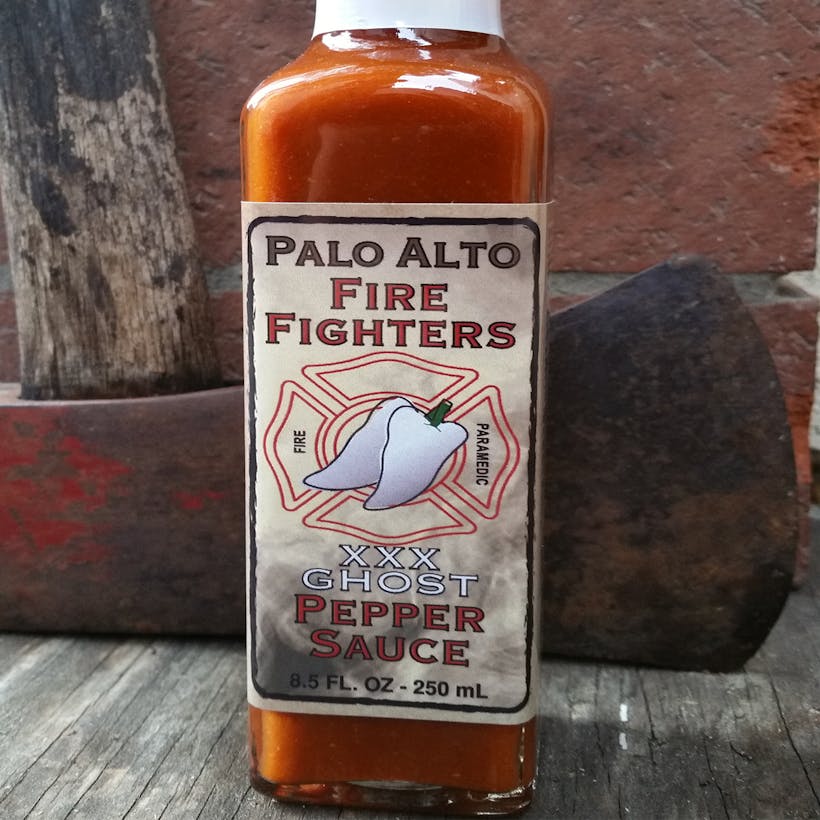 PALO ALTO
FIRE
FIGHTERS
FIRE
PARAMEDIC
XXX
GHOST
PEPPER
SAUCE
8.5 FL. OZ - 250 mL